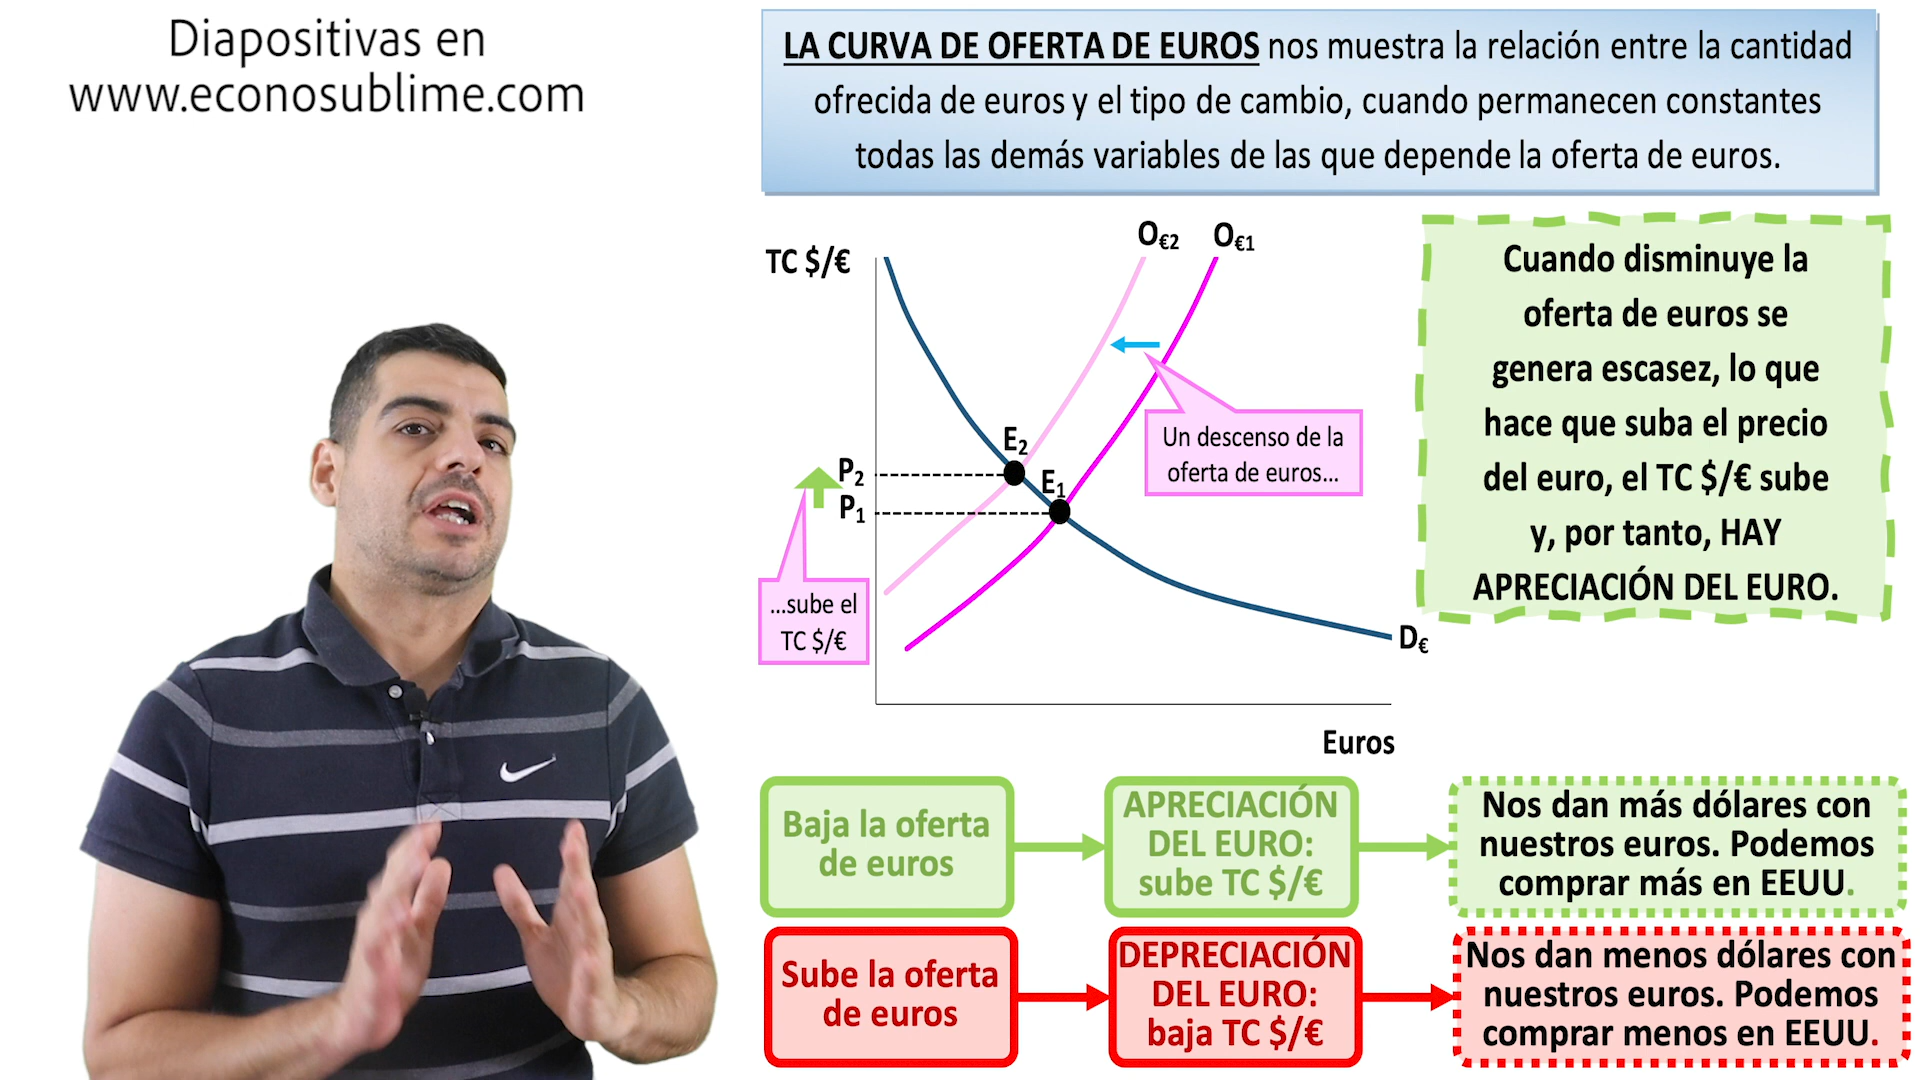 Diapositivas en
www.econosublime.com
LA CURVA DE OFERTA DE EUROS nos muestra la relación entre la cantidad
ofrecida de euros y el tipo de cambio, cuando permanecen constantes
todas las demás variables de las que depende la oferta de euros.
TC $/€
O€2
O€1
E2
E1
P2
P1
Un descenso de la
oferta de euros...
...sube el
TC $/€
D€
Euros
Cuando disminuye la
oferta de euros se
genera escasez, lo que
hace que suba el precio
del euro, el TC $/€ sube
y, por tanto, HAY
APRECIACIÓN DEL EURO.
Baja la oferta
de euros
APRECIACIÓN
DEL EURO:
sube TC $/€
Nos dan más dólares con
nuestros euros. Podemos
comprar más en EEUU.
Sube la oferta
de euros
DEPRECIACIÓN
DEL EURO:
baja TC $/€
Nos dan menos dólares con
nuestros euros. Podemos
comprar menos en EEUU.